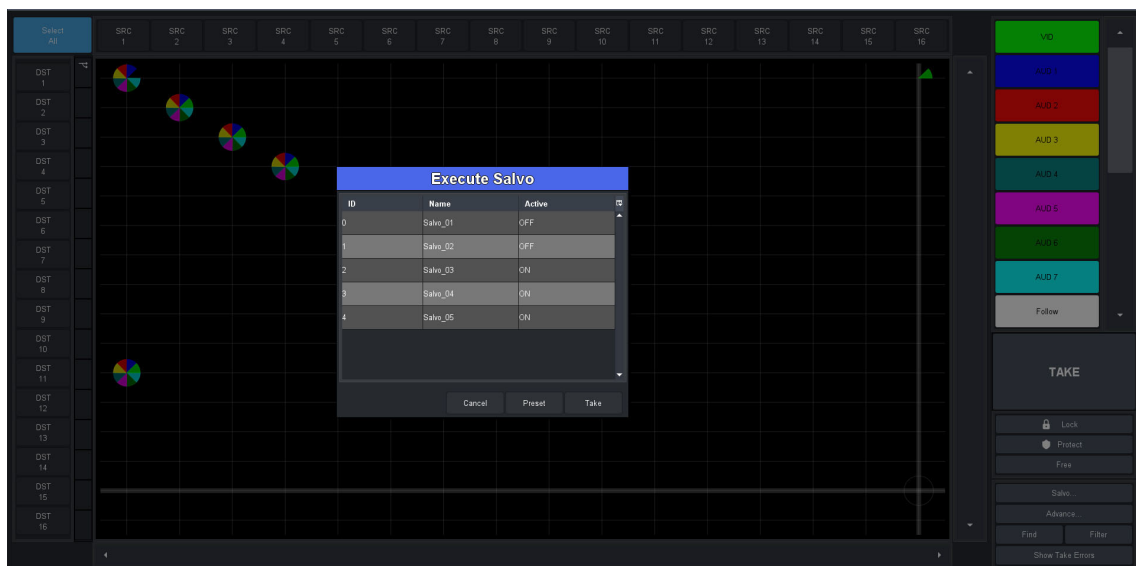 Select
All
SRC
1
SRC
2
SRC
3
SRC
4
SRC
5
SRC
6
SRC
7
SRC
8
SRC
9
SRC
10
SRC
11
SRC
12
SRC
13
SRC
14
SRC
15
SRC
16
DST
1
DST
2
DST
3
DST
4
DST
5
DST
6
DST
7
DST
8
DST
9
DST
10
DST
11
DST
12
DST
13
DST
14
DST
15
DST
16
Execute Salvo
ID Name Active
0 Salvo_01 OFF
1 Salvo_02 OFF
2 Salvo_03 ON
3 Salvo_04 ON
4 Salvo_05 ON
Cancel Preset Take
VID
AUD 1
AUD 2
AUD 3
AUD 4
AUD 5
AUD 6
AUD 7
Follow
TAKE
Lock
Protect
Free
Salvo...
Advance...
Find Filter
Show Take Errors